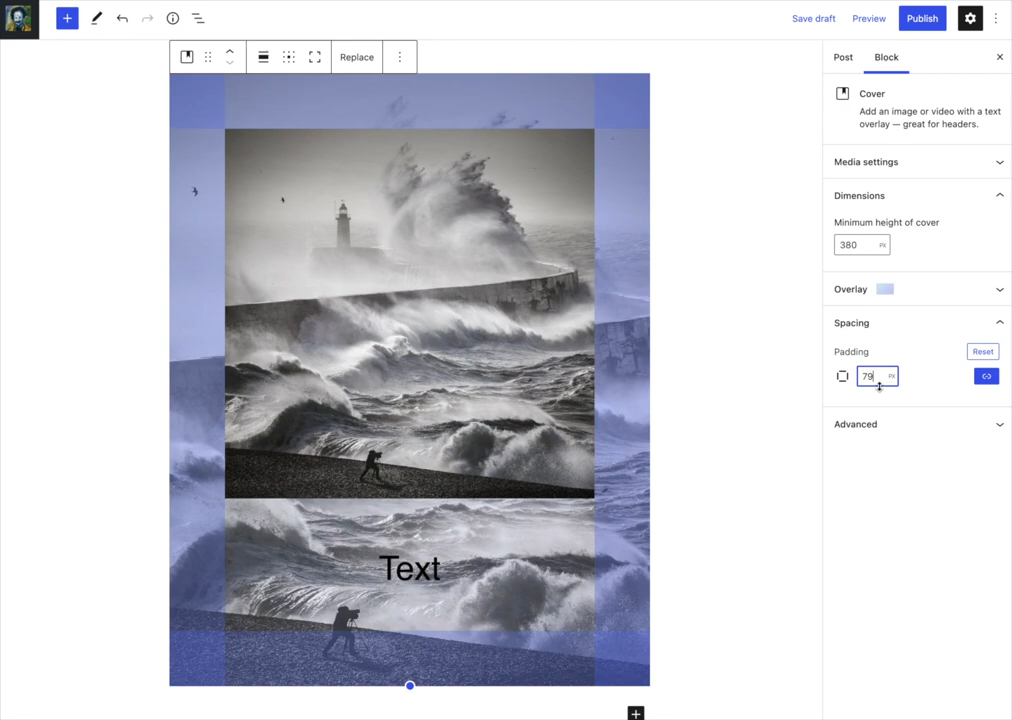 Save draft
Preview
Publish
Replace
Post
Block
Cover
Add an image or video with a text
overlay — great for headers.
Media settings
Dimensions
Minimum height of cover
380 PX
Overlay
Spacing
Padding
Reset
79 PX
Advanced
Text